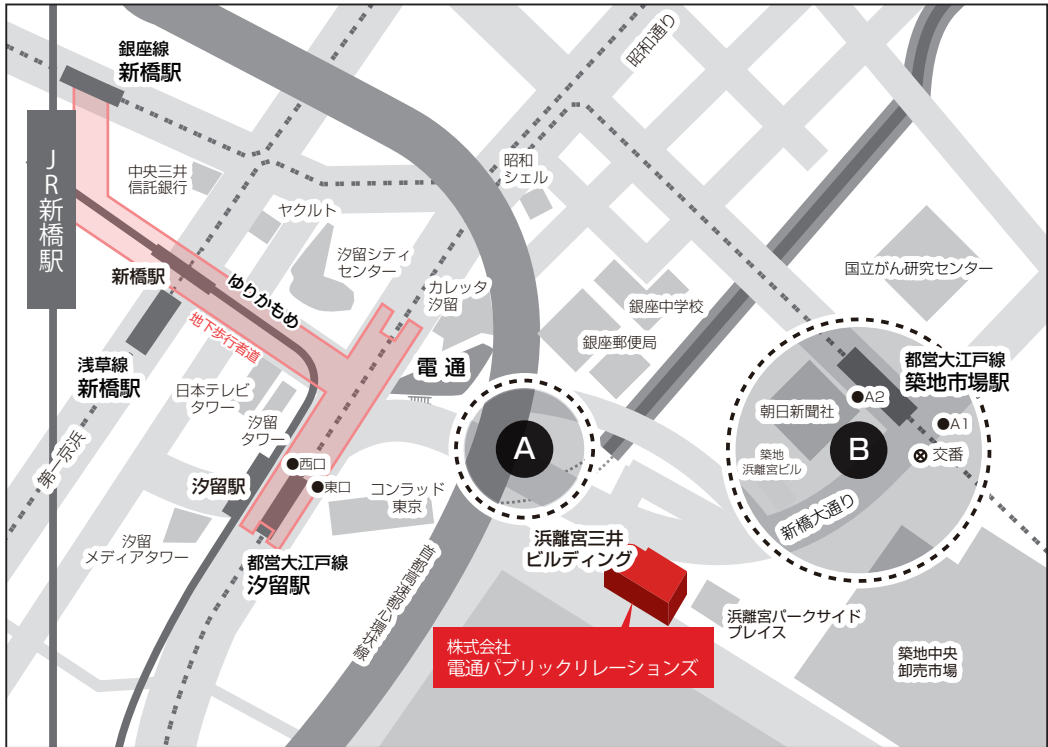 銀座線
新橋駅
昭和通り
JR新橋駅
中央三井
信託銀行
昭和
シェル
ヤクルト
汐留シティ
センター
国立がん研究センター
新橋駅
ゆりかもめ
カレッタ
汐留
銀座中学校
地下歩行者道
銀座郵便局
浅草線
新橋駅
電通
都営大江戸線
築地市場駅
日本テレビ
タワー
朝日新聞社
●A2
汐留
タワー
●A1
第一京浜
A
B
築地
浜離宮ビル
交番
●西口
汐留駅
●東口
コンラッド
東京
新橋大通り
汐留
メディアタワー
都営大江戸線
汐留駅
首都高速都心環状線
浜離宮三井
ビルディング
浜離宮パークサイド
プレイス
株式会社
電通パブリックリレーションズ
築地中央
卸売市場